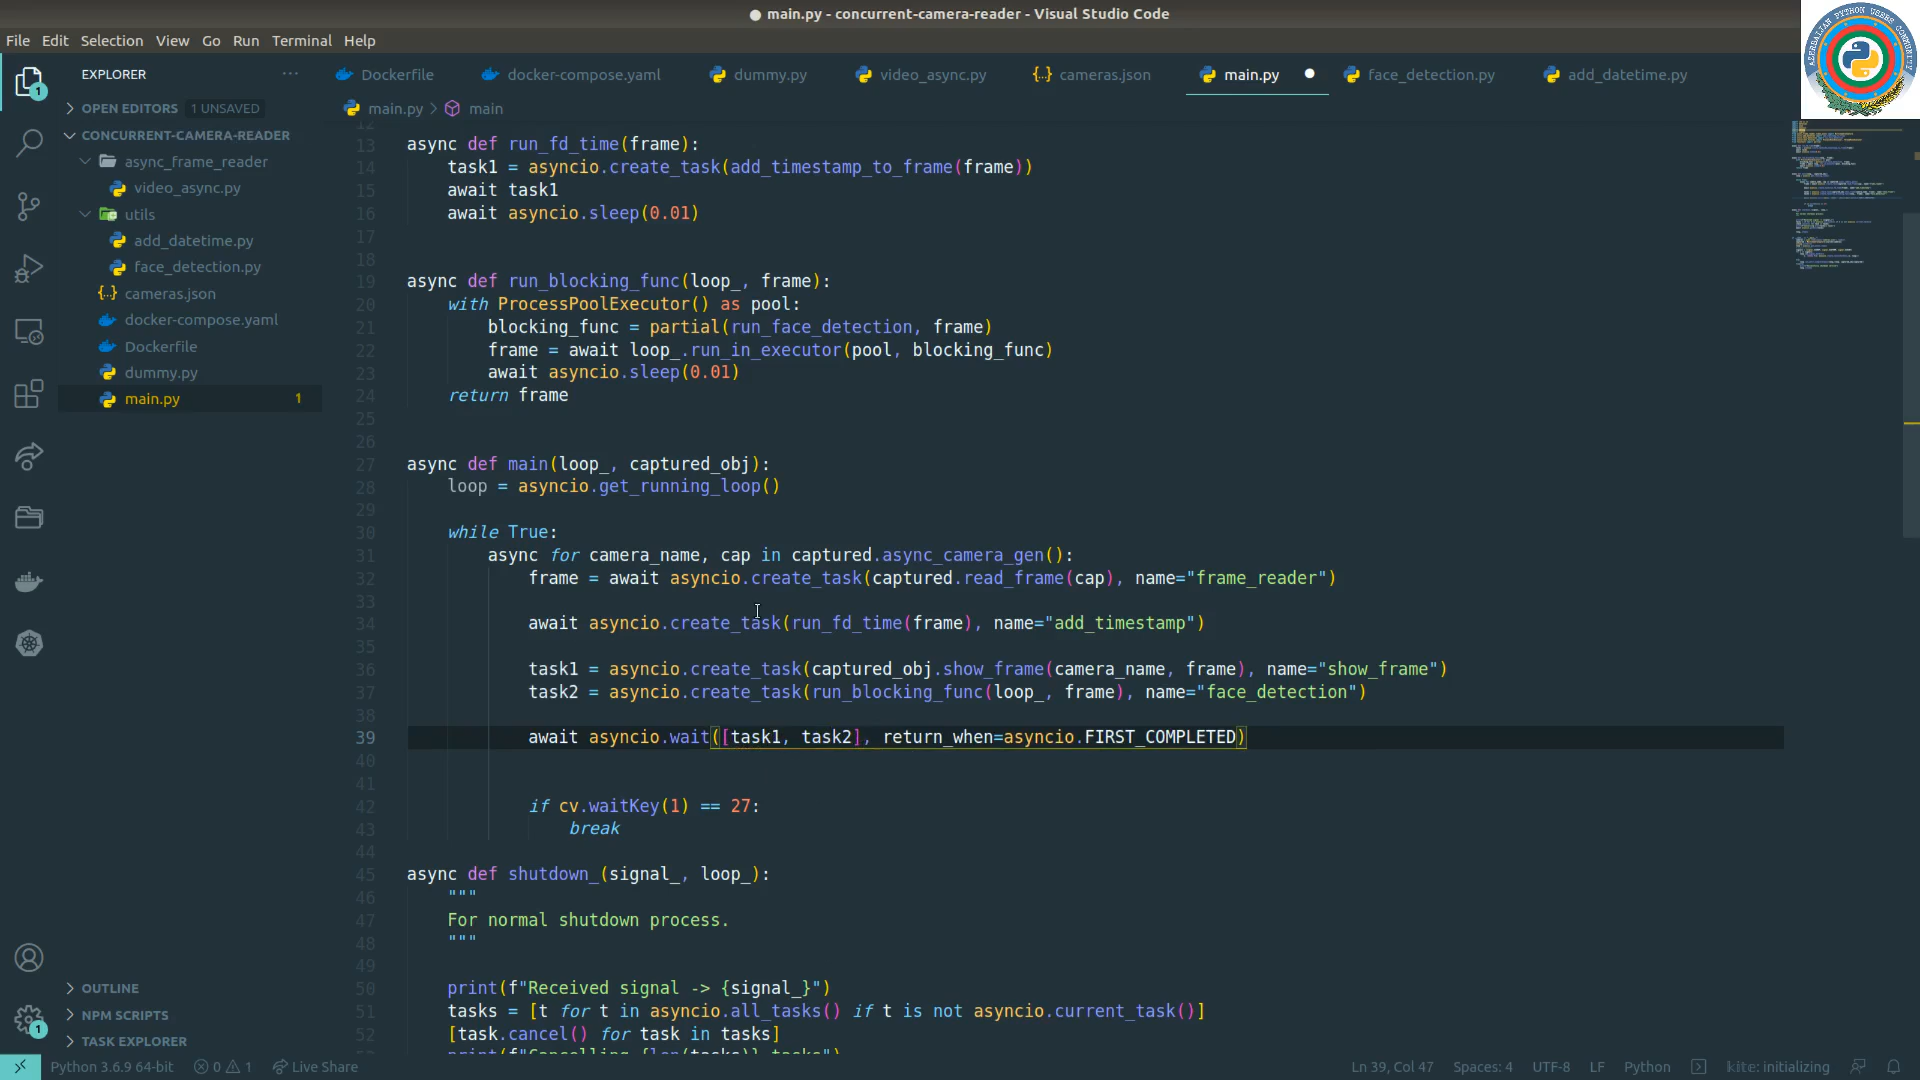 ● main.py - concurrent-camera-reader - Visual Studio Code
File Edit Selection View Go Run Terminal Help
AZERBAIJAN PYTHON USERS COMMUNITY
EXPLORER ···
Dockerfile docker-compose.yaml dummy.py video_async.py cameras.json main.py face_detection.py add_datetime.py
main.py > main
OPEN EDITORS 1 UNSAVED
CONCURRENT-CAMERA-READER
async_frame_reader
video_async.py
utils
add_datetime.py
face_detection.py
cameras.json
docker-compose.yaml
Dockerfile
dummy.py
main.py 1
OUTLINE
NPM SCRIPTS
TASK EXPLORER
12
13 async def run_fd_time(frame):
14     task1 = asyncio.create_task(add_timestamp_to_frame(frame))
15     await task1
16     await asyncio.sleep(0.01)
17
18
19 async def run_blocking_func(loop_, frame):
20     with ProcessPoolExecutor() as pool:
21         blocking_func = partial(run_face_detection, frame)
22         frame = await loop_.run_in_executor(pool, blocking_func)
23         await asyncio.sleep(0.01)
24     return frame
25
26
27 async def main(loop_, captured_obj):
28     loop = asyncio.get_running_loop()
29
30     while True:
31         async for camera_name, cap in captured.async_camera_gen():
32             frame = await asyncio.create_task(captured.read_frame(cap), name="frame_reader")
33
34             await asyncio.create_task(run_fd_time(frame), name="add_timestamp")
35
36             task1 = asyncio.create_task(captured_obj.show_frame(camera_name, frame), name="show_frame")
37             task2 = asyncio.create_task(run_blocking_func(loop_, frame), name="face_detection")
38
39             await asyncio.wait([task1, task2], return_when=asyncio.FIRST_COMPLETED)
40
41
42             if cv.waitKey(1) == 27:
43                 break
44
45 async def shutdown_(signal_, loop_):
46     """
47     For normal shutdown process.
48     """
49
50     print(f"Received signal -> {signal_}")
51     tasks = [t for t in asyncio.all_tasks() if t is not asyncio.current_task()]
52     [task.cancel() for task in tasks]
53     print(f"Cancelling {len(tasks)} tasks")
1
1
Python 3.6.9 64-bit 0 1 Live Share Ln 39, Col 47 Spaces: 4 UTF-8 LF Python kite: initializing